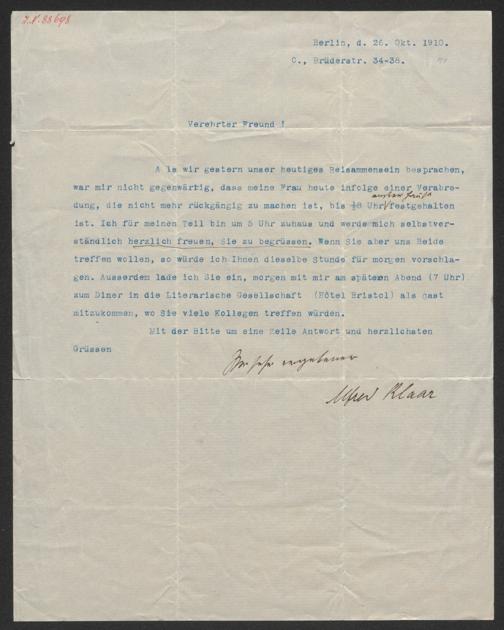 I.N. 88698
Berlin, d. 26. Okt. 1910.
C., Brüderstr. 34-38.
Verehrter Freund !
Als wir gestern unser heutiges Beisammensein besprachen,
war mir nicht gegenwärtig, dass meine Frau heute infolge einer Verabre-
dung, die nicht mehr rückgängig zu machen ist, bis ½8 Uhr ausser Hause festgehalten
ist. Ich für meinen Teil bin um 5 Uhr zuhaus und werde mich selbstver-
ständlich herzlich freuen, Sie zu begrüssen. Wenn Sie aber uns Beide
treffen wollen, so würde ich Ihnen dieselbe Stunde für morgen vorschla-
gen. Ausserdem lade ich Sie ein, morgen mit mir am späten Abend (7 Uhr)
zum Diner in die Literarische Gesellschaft (Hôtel Bristol) als Gast
mitzukommen, wo Sie viele Kollegen treffen würden.
Mit der Bitte um eine Zeile Antwort und herzlichsten
Grüssen
Ihr sehr ergebener
Alfred Klaar